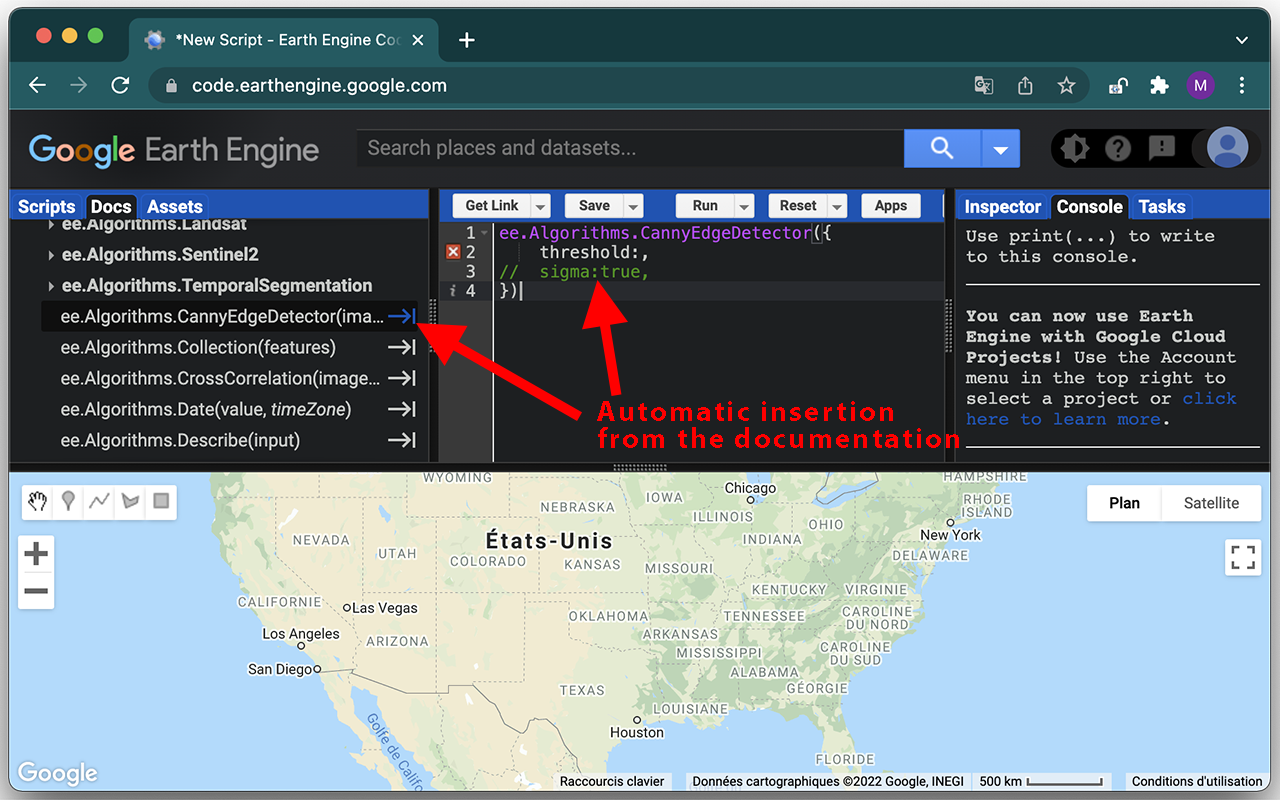 *New Script - Earth Engine Co
code.earthengine.google.com
M
Google Earth Engine
Search places and datasets...
Scripts Docs Assets
ee.Algorithms.Landsat
ee.Algorithms.Sentinel2
ee.Algorithms.TemporalSegmentation
ee.Algorithms.CannyEdgeDetector(ima...
ee.Algorithms.Collection(features)
ee.Algorithms.CrossCorrelation(image...
ee.Algorithms.Date(value, timeZone)
ee.Algorithms.Describe(input)
Get Link Save Run Reset Apps
1 ee.Algorithms.CannyEdgeDetector({
2 threshold:,
3 // sigma:true,
i 4 })
Automatic insertion
from the documentation
Inspector Console Tasks
Use print(...) to write
to this console.
You can now use Earth
Engine with Google Cloud
Projects! Use the Account
menu in the top right to
select a project or click
here to learn more.
Plan Satellite
WYOMING
Chicago
IOWA
NEBRASKA
ILLINOIS
OHIO
INDIANA
HAMPSHIRE
RHODE
ISLAND
New York
NEVADA
UTAH
États-Unis
COLORADO
KANSAS
MISSOURI
DELAWARE
KENTUCKY
VIRGINIE
CALIFORNIE
Las Vegas
OKLAHOMA
TENNESSEE
CAROLINE
DU NORD
Los Angeles
ARIZONA
ARKANSAS
MISSISSIPPI
CAROLINE
DU SUD
San Diego
ALABAMA
TEXAS
GÉORGIE
LOUISIANE
Houston
Golfe de Calif
FLORIDE
Google
Raccourcis clavier
Données cartographiques ©2022 Google, INEGI
500 km
Conditions d'utilisation